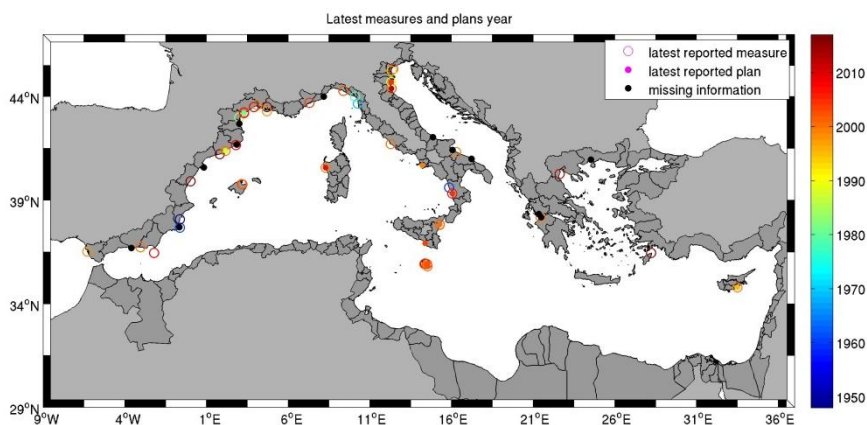 Latest measures and plans year
latest reported measure
latest reported plan
missing information
44°N
39°N
34°N
29°N
9°W 4°W 1°E 6°E 11°E 16°E 21°E 26°E 31°E 36°E
2010
2000
1990
1980
1970
1960
1950